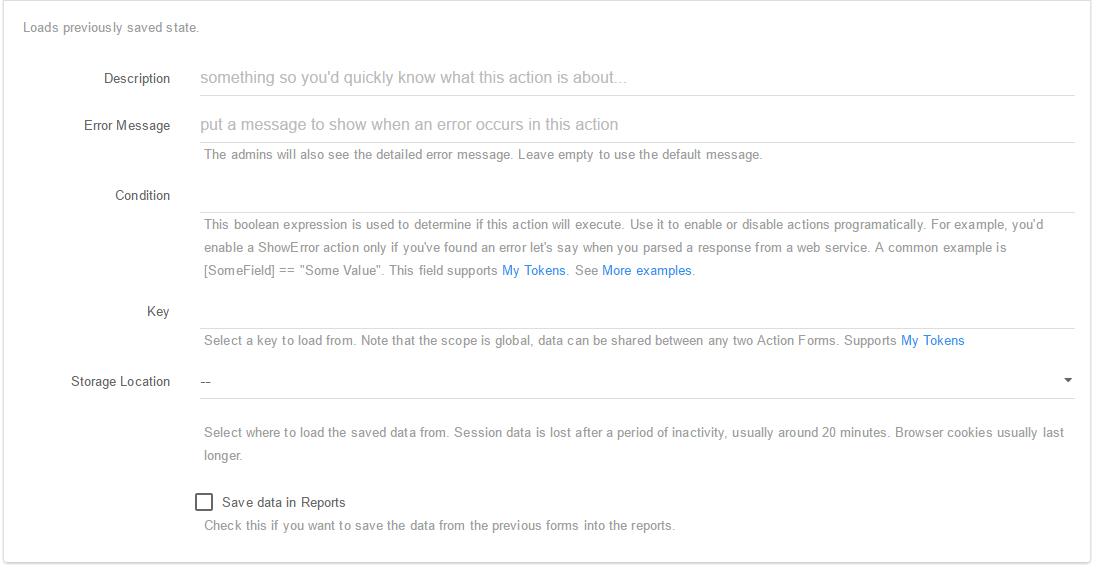 Loads previously saved state.
Description
something so you'd quickly know what this action is about...
Error Message
put a message to show when an error occurs in this action
The admins will also see the detailed error message. Leave empty to use the default message.
Condition
This boolean expression is used to determine if this action will execute. Use it to enable or disable actions programatically. For example, you'd
enable a ShowError action only if you've found an error let's say when you parsed a response from a web service. A common example is
[SomeField] == "Some Value". This field supports My Tokens. See More examples.
Key
Select a key to load from. Note that the scope is global, data can be shared between any two Action Forms. Supports My Tokens
Storage Location
--
Select where to load the saved data from. Session data is lost after a period of inactivity, usually around 20 minutes. Browser cookies usually last
longer.
Save data in Reports
Check this if you want to save the data from the previous forms into the reports.